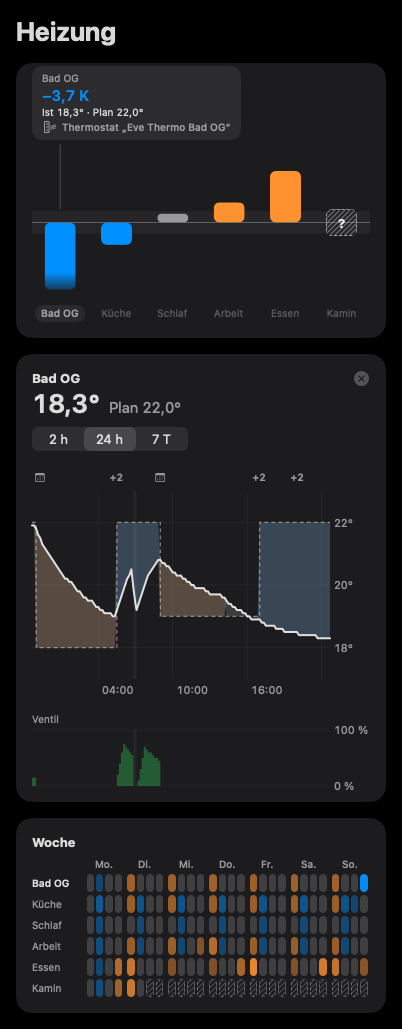 Heizung
Bad OG
−3,7 K
Ist 18,3° · Plan 22,0°
Thermostat „Eve Thermo Bad OG“
?
Bad OG Küche Schlaf Arbeit Essen Kamin
Bad OG
18,3° Plan 22,0°
2 h 24 h 7 T
+2 +2 +2
22°
20°
18°
04:00 10:00 16:00
Ventil
100 %
0 %
Woche
Mo. Di. Mi. Do. Fr. Sa. So.
Bad OG
Küche
Schlaf
Arbeit
Essen
Kamin